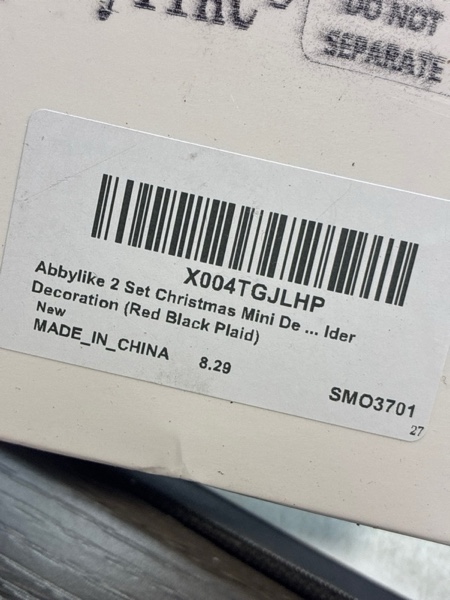 DO NOT
SEPARATE
X004TGJLHP
Abbylike 2 Set Christmas Mini De ... lder
Decoration (Red Black Plaid)
New
MADE_IN_CHINA 8.29
SMO3701
27